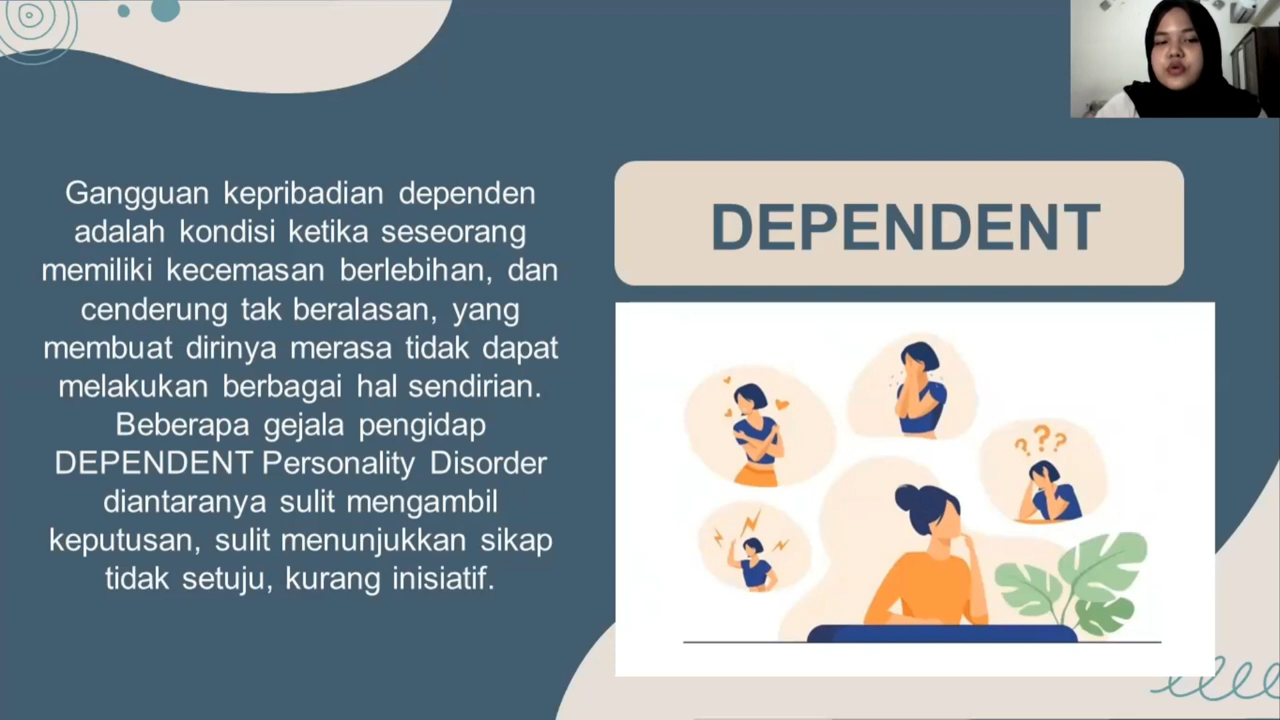 Gangguan kepribadian dependen
adalah kondisi ketika seseorang
memiliki kecemasan berlebihan, dan
cenderung tak beralasan, yang
membuat dirinya merasa tidak dapat
melakukan berbagai hal sendirian.
Beberapa gejala pengidap
DEPENDENT Personality Disorder
diantaranya sulit mengambil
keputusan, sulit menunjukkan sikap
tidak setuju, kurang inisiatif.
DEPENDENT
???